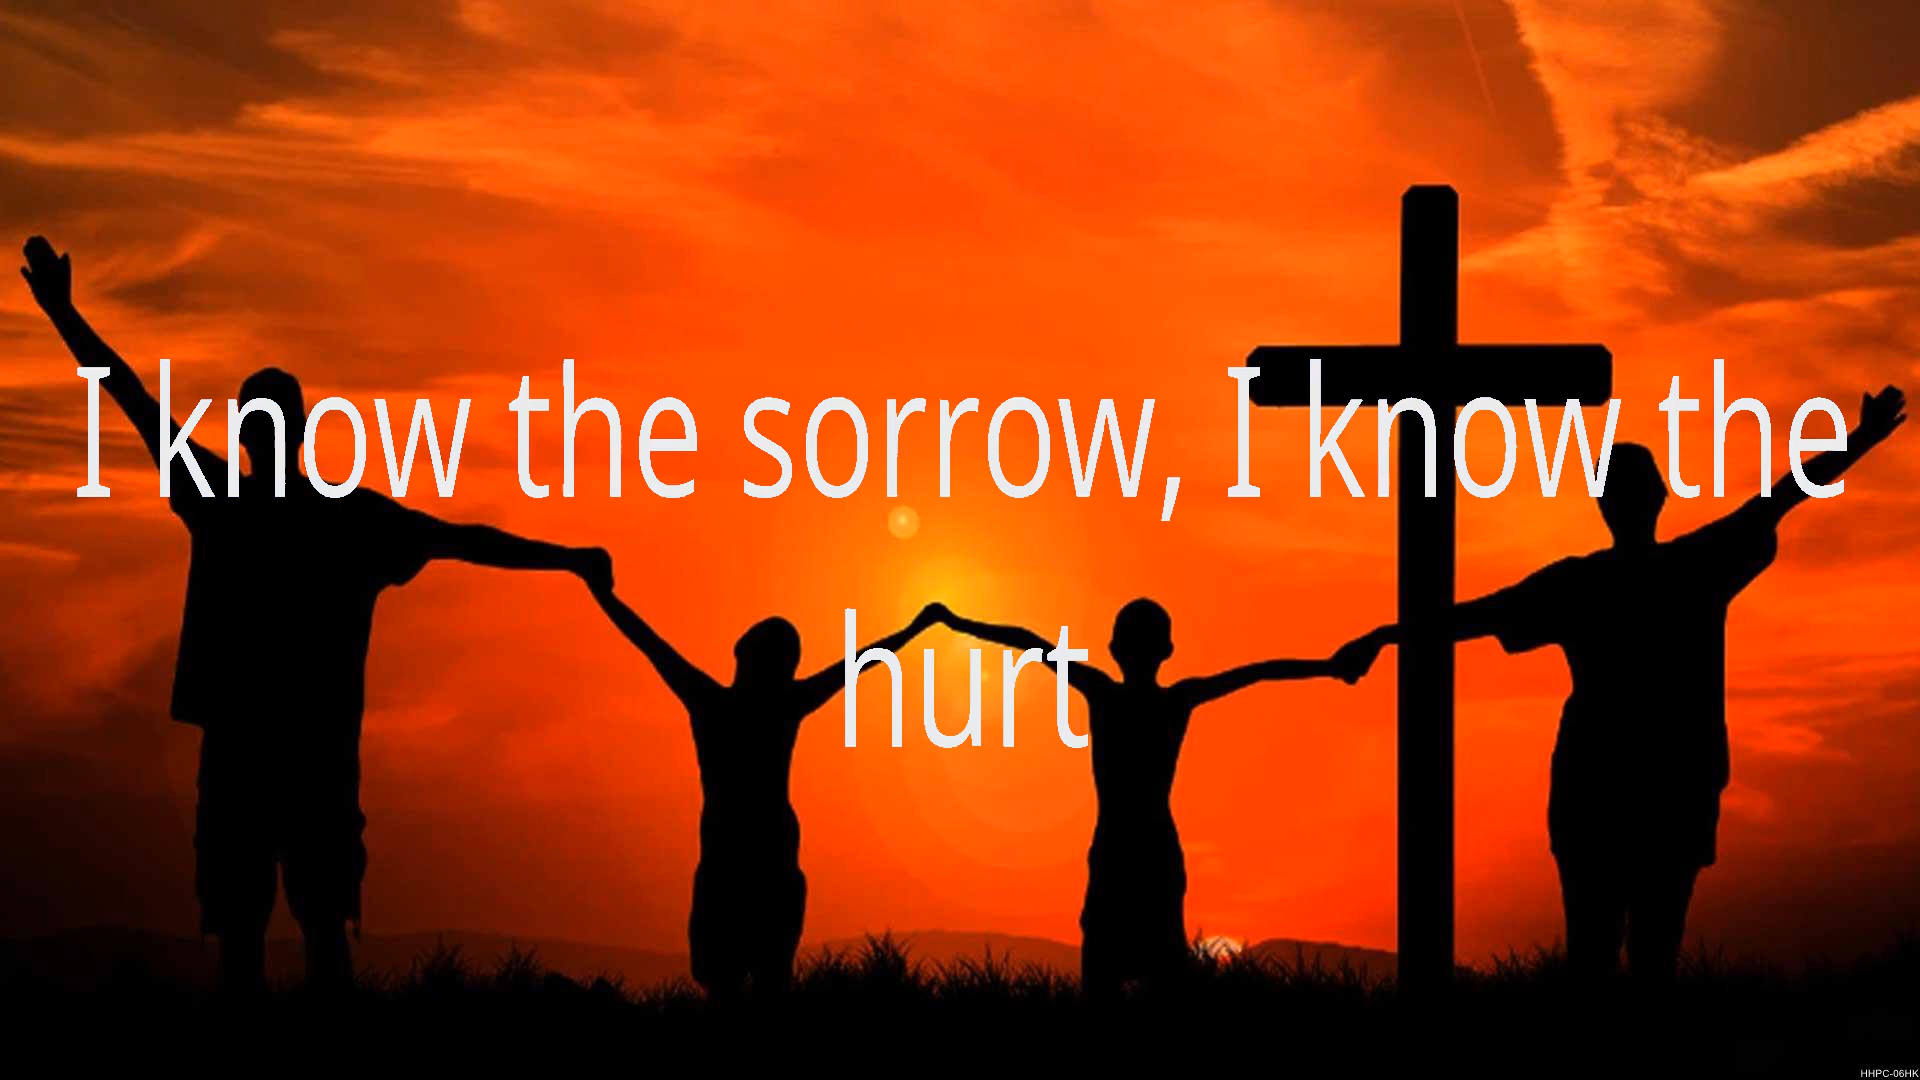 I know the sorrow, I know the
hurt
HHPC-06HK